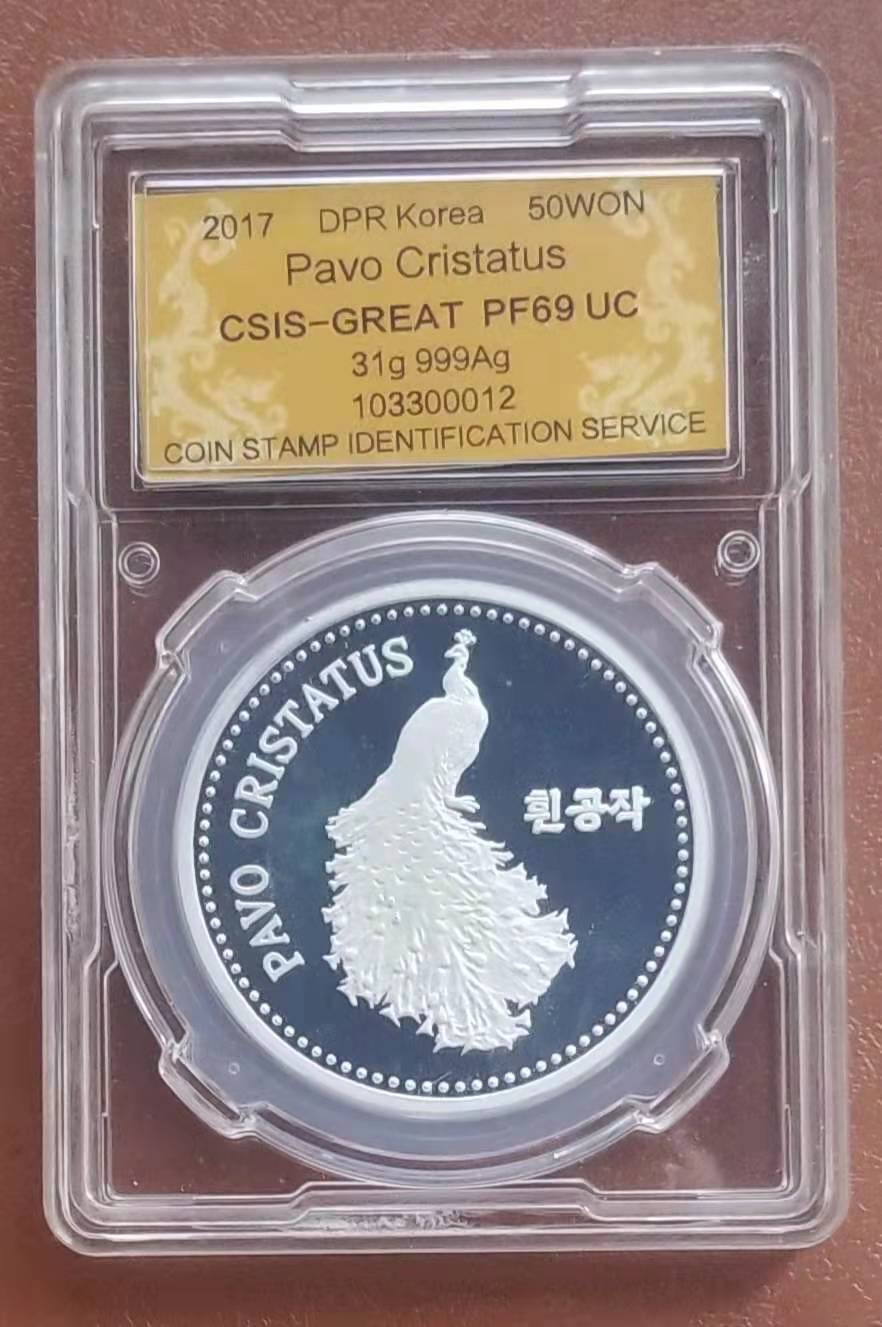 2017 DPR Korea 50WON
Pavo Cristatus
CSIS-GREAT PF69 UC
31g 999Ag
103300012
COIN STAMP IDENTIFICATION SERVICE
PAVO CRISTATUS
흰공작